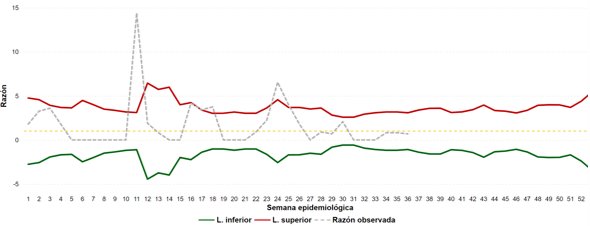 15
10
5
0
-5
Razón
1 2 3 4 5 6 7 8 9 10 11 12 13 14 15 16 17 18 19 20 21 22 23 24 25 26 27 28 29 30 31 32 33 34 35 36 37 38 39 40 41 42 43 44 45 46 47 48 49 50 51 52
Semana epidemiológica
L. inferior L. superior Razón observada